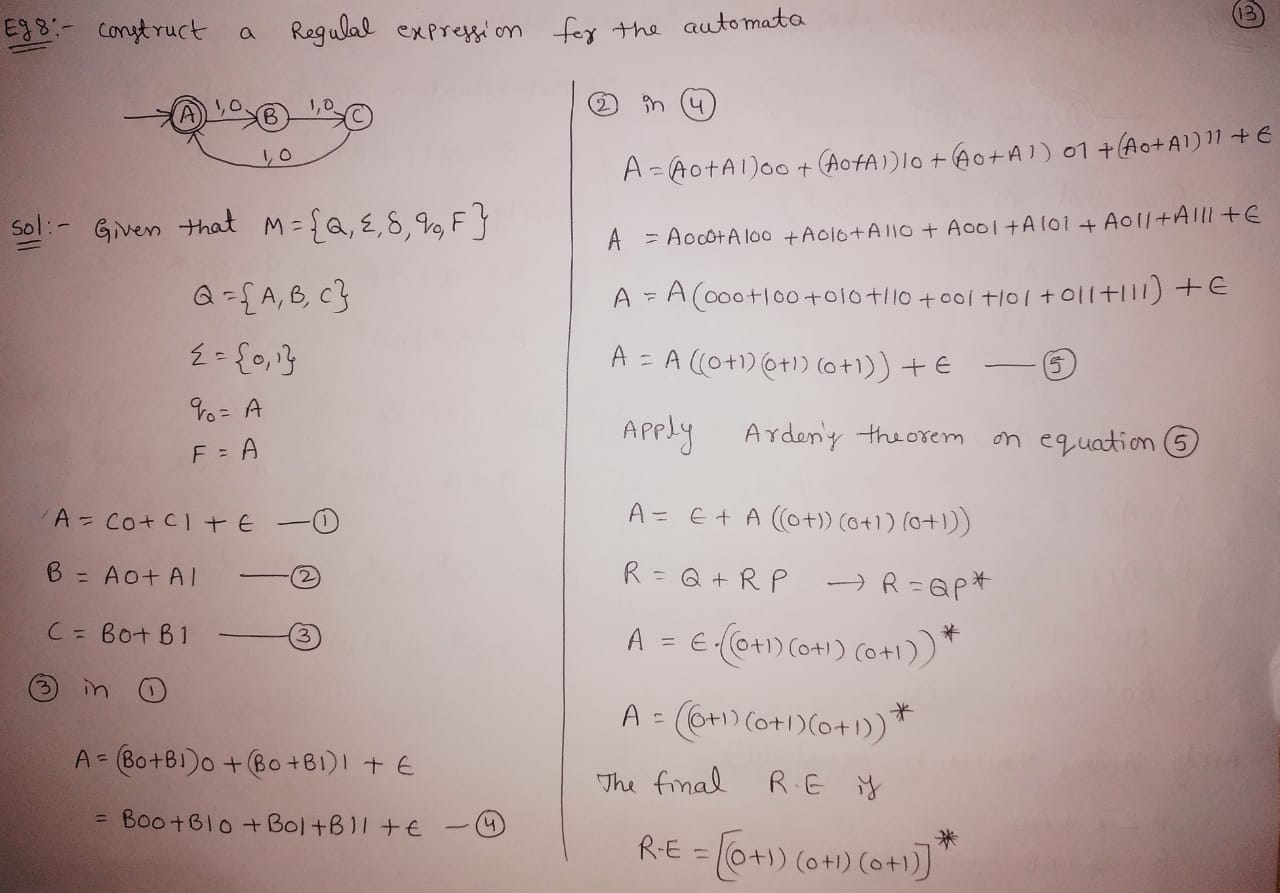 Eg 8:- Construct a Regulal expression for the automata
13
A 1,0 B 1,0 C
1,0
Sol:- Given that M = {Q, Σ, δ, q0, F}
Q = {A, B, C}
Σ = {0,1}
q0 = A
F = A
A = C0 + C1 + ε — ①
B = A0 + A1 — ②
C = B0 + B1 — ③
③ in ①
A = (B0+B1)0 + (B0+B1)1 + ε
= B00 + B10 + B01 + B11 + ε — ④
② in ④
A = (A0+A1)00 + (A0+A1)10 + (A0+A1) 01 + (A0+A1)11 + ε
A = A000 + A100 + A010 + A110 + A001 + A101 + A011 + A111 + ε
A = A(000+100+010+110+001+101+011+111) + ε
A = A((0+1)(0+1)(0+1)) + ε — ⑤
Apply Arden's theorem on equation ⑤
A = ε + A((0+1)(0+1)(0+1))
R = Q + RP → R = QP*
A = ε.((0+1)(0+1)(0+1))*
A = ((0+1)(0+1)(0+1))*
The final R.E is
R.E = [(0+1)(0+1)(0+1)]*